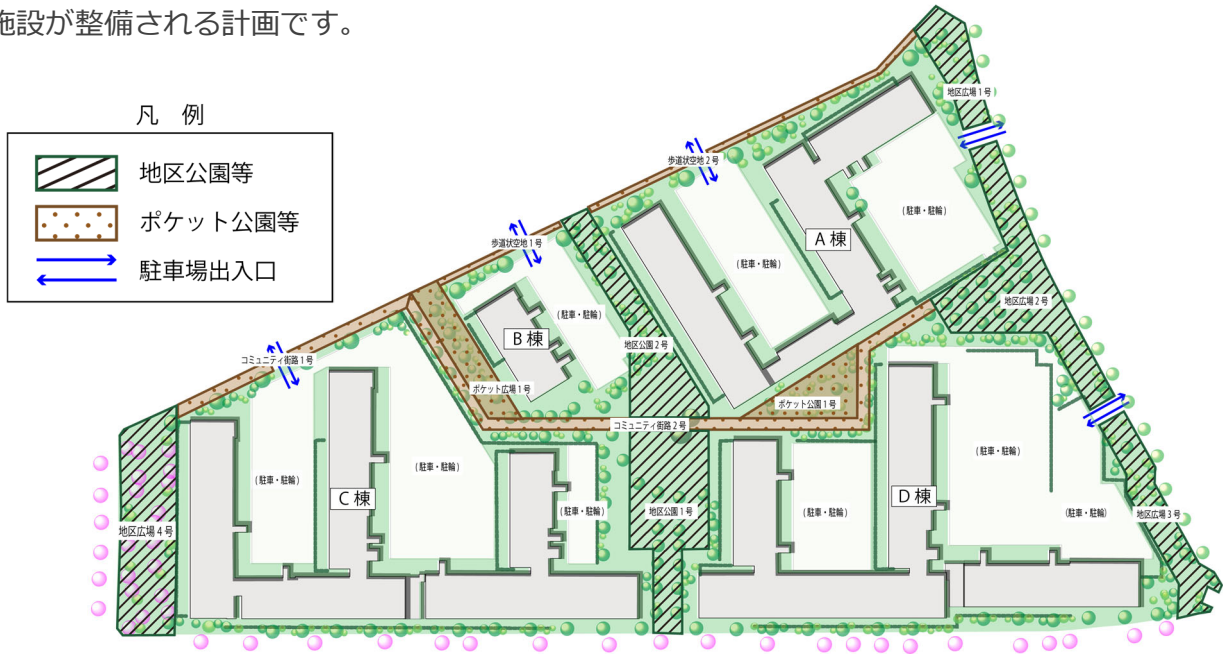 施設が整備される計画です。
凡 例
地区公園等
ポケット公園等
駐車場出入口
地区広場1号
歩道状空地2号
(駐車・駐輪)
A棟
歩道状空地1号
(駐車・駐輪)
地区広場2号
(駐車・駐輪)
B棟
地区公園2号
コミュニティ街路1号
ポケット広場1号
ポケット公園1号
コミュニティ街路2号
(駐車・駐輪)
(駐車・駐輪)
(駐車・駐輪)
C棟
D棟
(駐車・駐輪)
(駐車・駐輪)
地区公園1号
(駐車・駐輪)
地区広場3号
地区広場4号